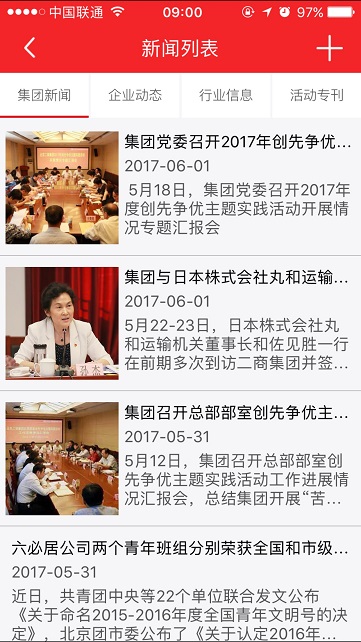 中国联通 09:00 97%
新闻列表
集团新闻 企业动态 行业信息 活动专刊
集团党委召开2017年创先争优...
2017-06-01
5月18日，集团党委召开2017年
度创先争优主题实践活动开展情
况专题汇报会
集团与日本株式会社丸和运输...
2017-06-01
5月22-23日，日本株式会社丸
和运输机关董事长和佐见胜一行
在前期多次到访二商集团并签...
孙杰
集团召开总部部室创先争优主...
2017-05-31
5月12日，集团召开总部部室创
先争优主题实践活动工作进展情
况汇报会，总结集团开展“苦...
六必居公司两个青年班组分别荣获全国和市级...
2017-05-31
近日，共青团中央等22个单位联合发文公布
《关于命名2015-2016年度全国青年文明号的决
定》，北京团市委公布了《关于认定2016年...